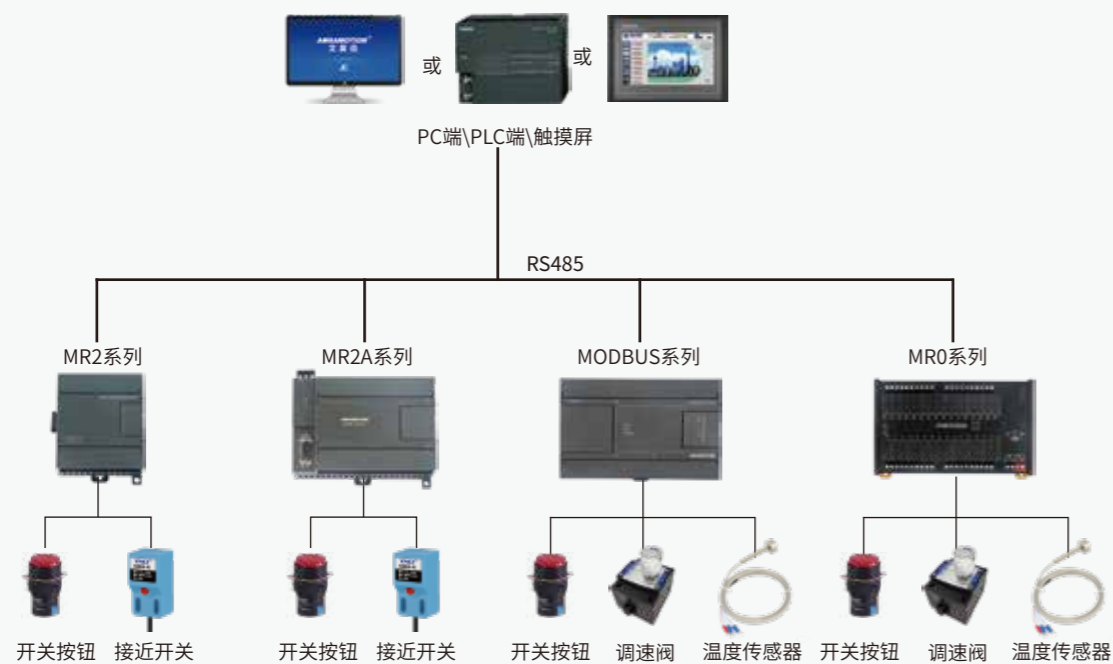 AMSAMOTION
艾莫迅
或
或
PC端\PLC端\触摸屏
RS485
MR2系列
MR2A系列
MODBUS系列
MR0系列
开关按钮
接近开关
开关按钮
接近开关
开关按钮
调速阀
温度传感器
开关按钮
调速阀
温度传感器